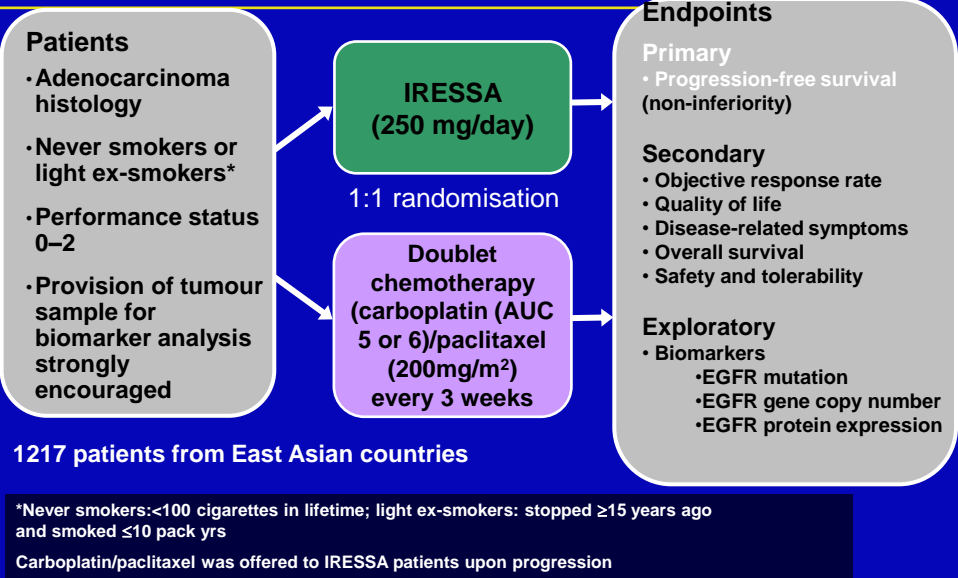 Patients
•Adenocarcinoma
histology
•Never smokers or
light ex-smokers*
•Performance status
0–2
•Provision of tumour
sample for
biomarker analysis
strongly
encouraged
IRESSA
(250 mg/day)
1:1 randomisation
Doublet
chemotherapy
(carboplatin (AUC
5 or 6)/paclitaxel
(200mg/m²)
every 3 weeks
Endpoints
Primary
• Progression-free survival
(non-inferiority)
Secondary
• Objective response rate
• Quality of life
• Disease-related symptoms
• Overall survival
• Safety and tolerability
Exploratory
• Biomarkers
•EGFR mutation
•EGFR gene copy number
•EGFR protein expression
1217 patients from East Asian countries
*Never smokers:<100 cigarettes in lifetime; light ex-smokers: stopped ≥15 years ago
and smoked ≤10 pack yrs
Carboplatin/paclitaxel was offered to IRESSA patients upon progression